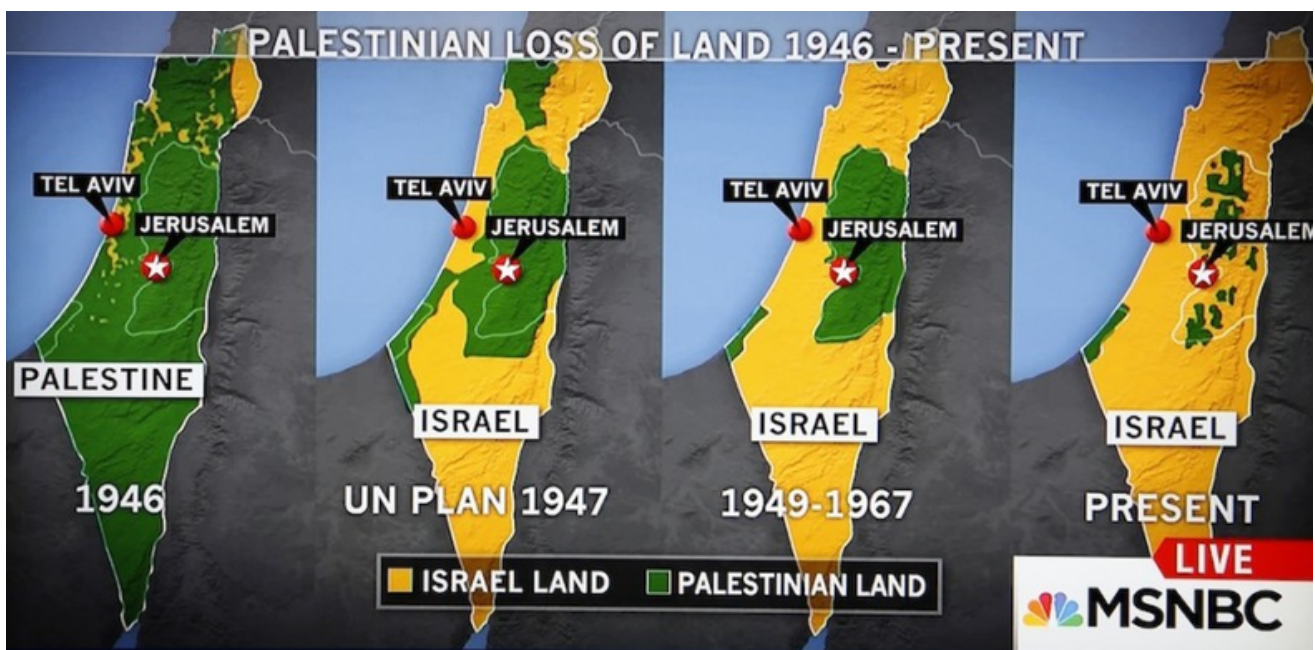 PALESTINIAN LOSS OF LAND 1946 - PRESENT
TEL AVIV
JERUSALEM
PALESTINE
1946
TEL AVIV
JERUSALEM
ISRAEL
UN PLAN 1947
TEL AVIV
JERUSALEM
ISRAEL
1949-1967
TEL AVIV
JERUSALEM
ISRAEL
PRESENT
ISRAEL LAND
PALESTINIAN LAND
LIVE
MSNBC